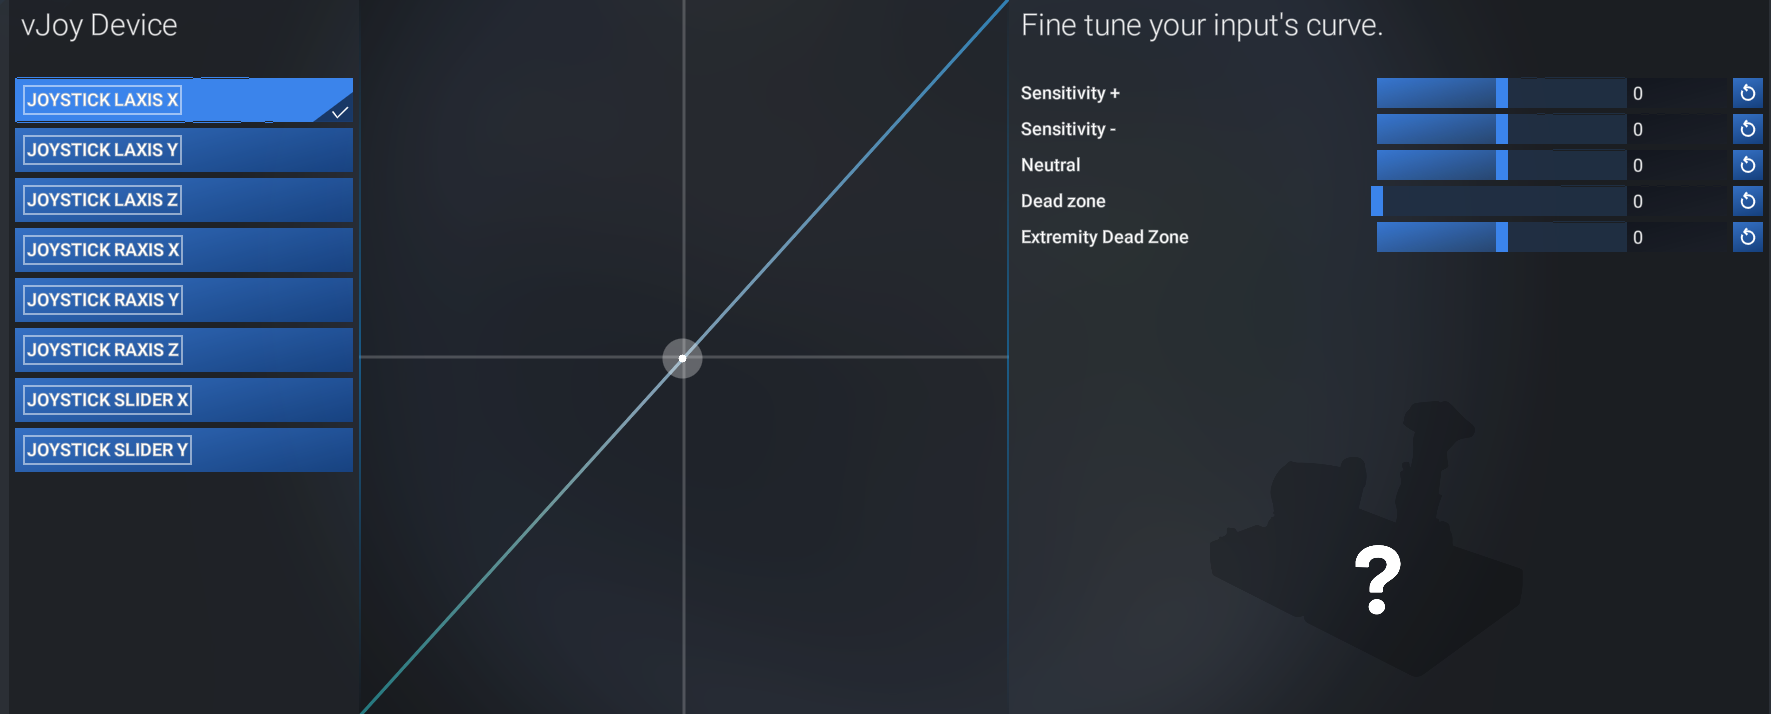 vJoy Device
JOYSTICK LAXIS X
JOYSTICK LAXIS Y
JOYSTICK LAXIS Z
JOYSTICK RAXIS X
JOYSTICK RAXIS Y
JOYSTICK RAXIS Z
JOYSTICK SLIDER X
JOYSTICK SLIDER Y
Fine tune your input's curve.
Sensitivity + 0
Sensitivity - 0
Neutral 0
Dead zone 0
Extremity Dead Zone 0
?